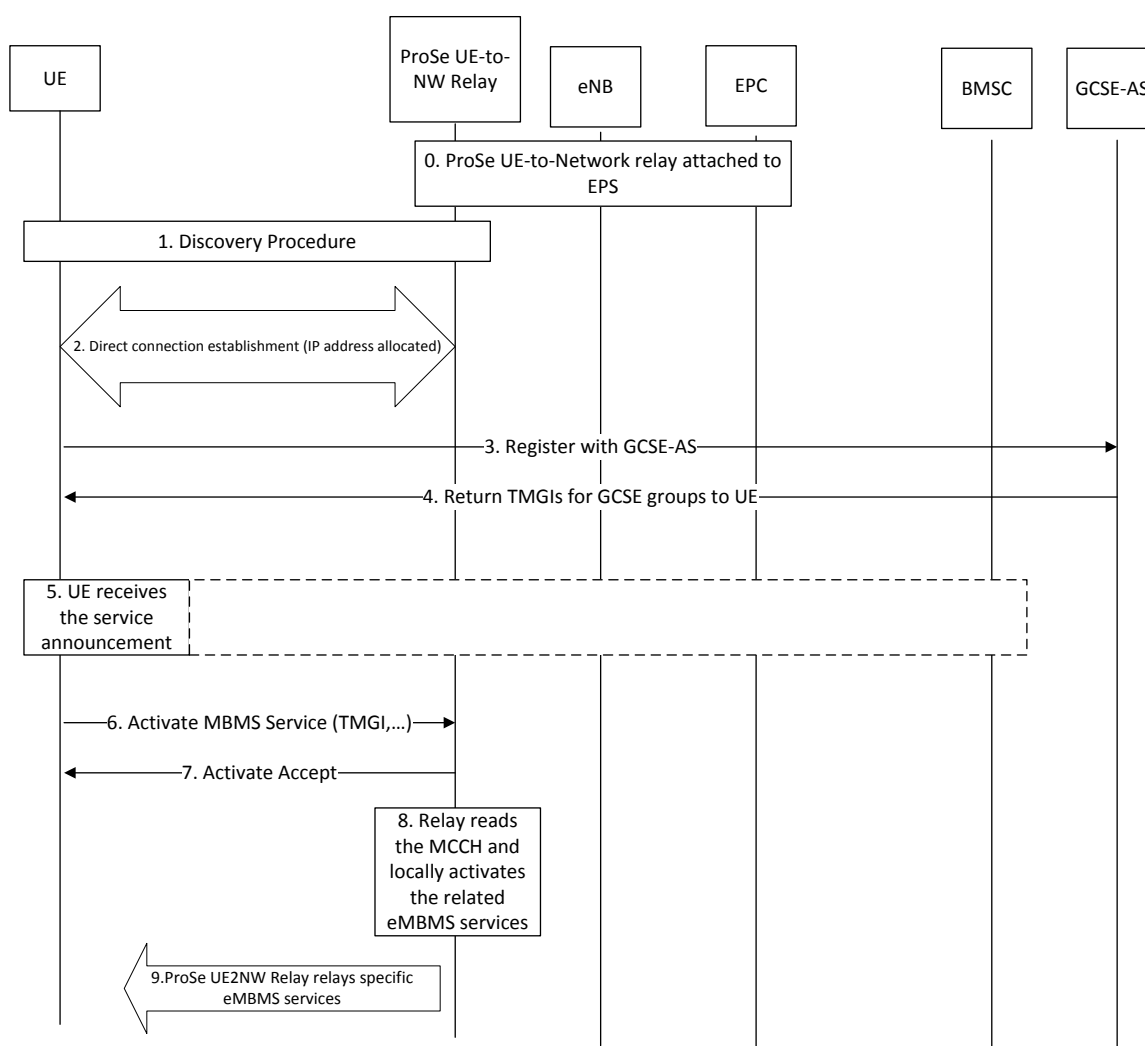 UE
ProSe UE-to-
NW Relay
eNB
EPC
BMSC
GCSE-AS
0. ProSe UE-to-Network relay attached to
EPS
1. Discovery Procedure
2. Direct connection establishment (IP address allocated)
3. Register with GCSE-AS
4. Return TMGIs for GCSE groups to UE
5. UE receives
the service
announcement
6. Activate MBMS Service (TMGI,...)
7. Activate Accept
8. Relay reads
the MCCH and
locally activates
the related
eMBMS services
9.ProSe UE2NW Relay relays specific
eMBMS services